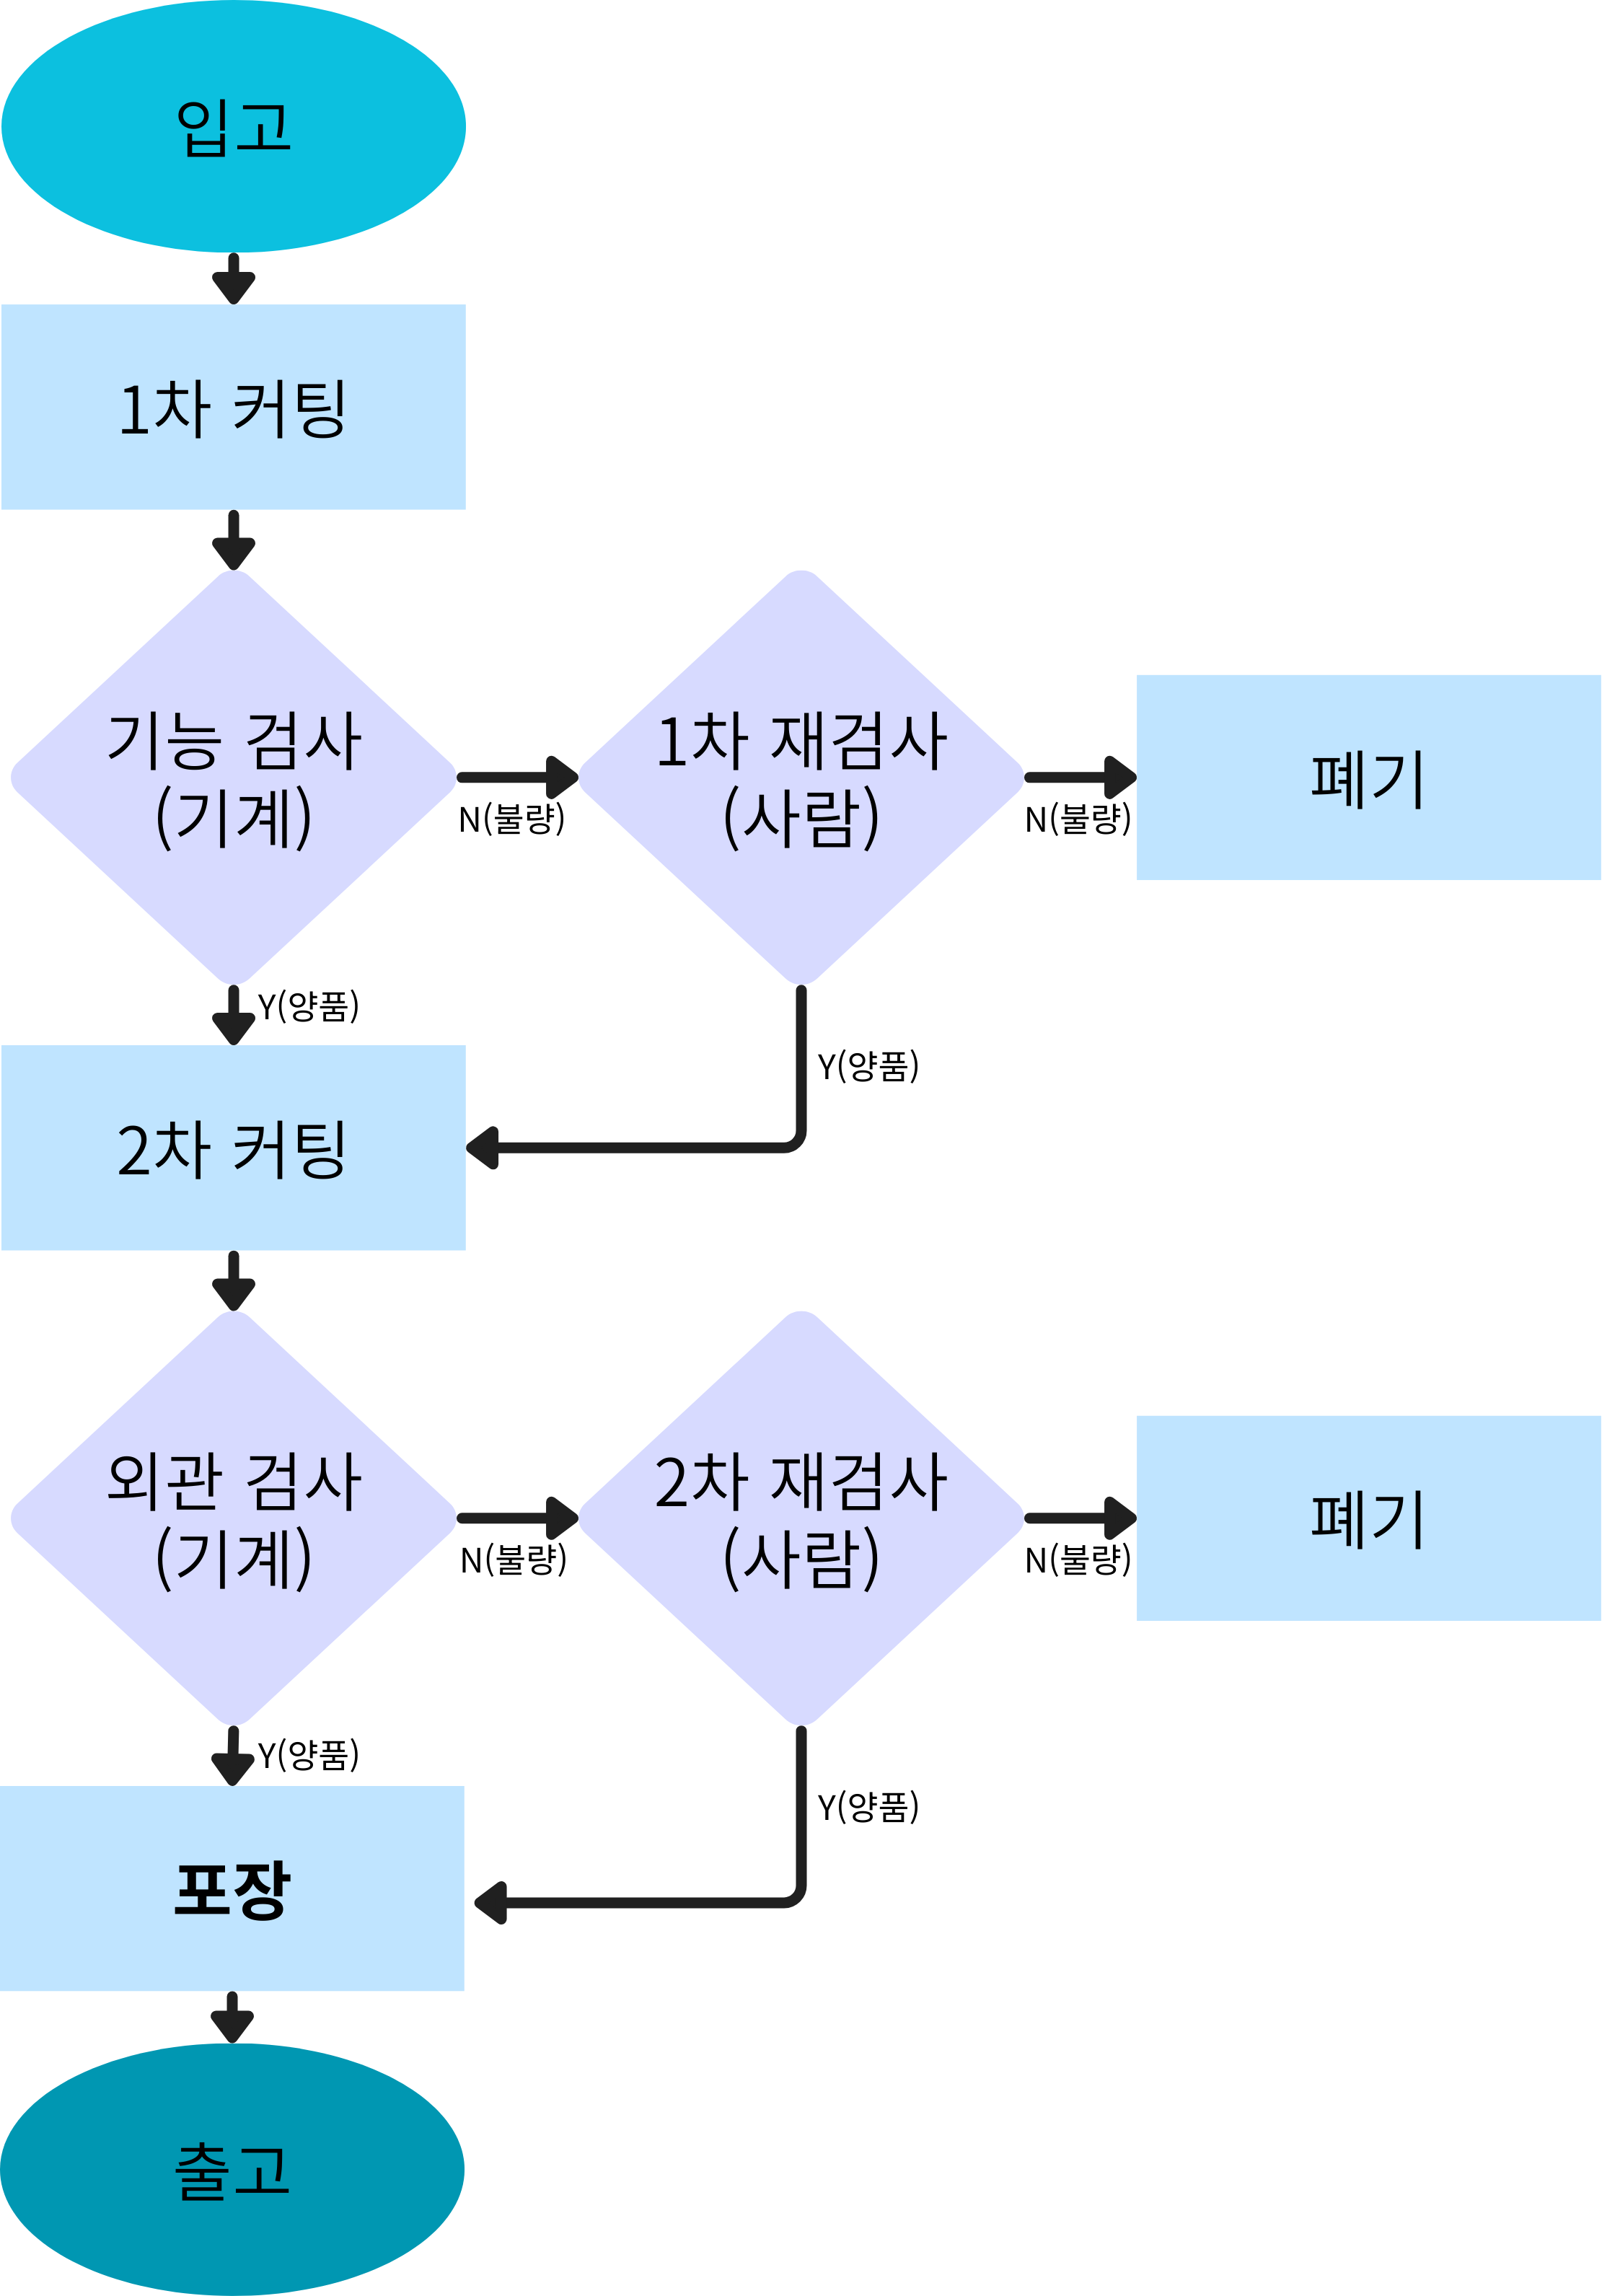 입고
1차 커팅
기능 검사
(기계)
N(불량)
1차 재검사
(사람)
N(불량)
폐기
Y(양품)
Y(양품)
2차 커팅
외관 검사
(기계)
N(불량)
2차 재검사
(사람)
N(불량)
폐기
Y(양품)
Y(양품)
포장
출고